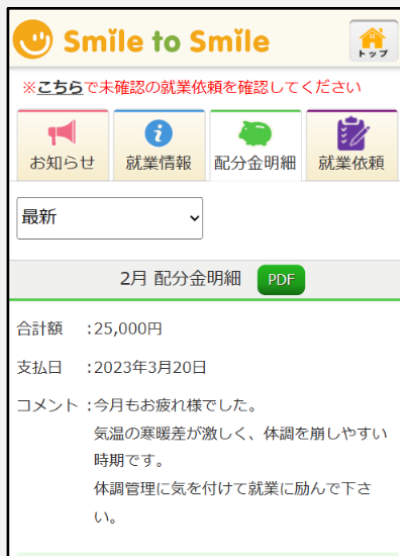 Smile to Smile
トップ
※こちらで未確認の就業依頼を確認してください
お知らせ
就業情報
配分金明細
就業依頼
最新
2月 配分金明細 PDF
合計額 :25,000円
支払日 :2023年3月20日
コメント :今月もお疲れ様でした。
気温の寒暖差が激しく、体調を崩しやすい
時期です。
体調管理に気を付けて就業に励んで下さ
い。